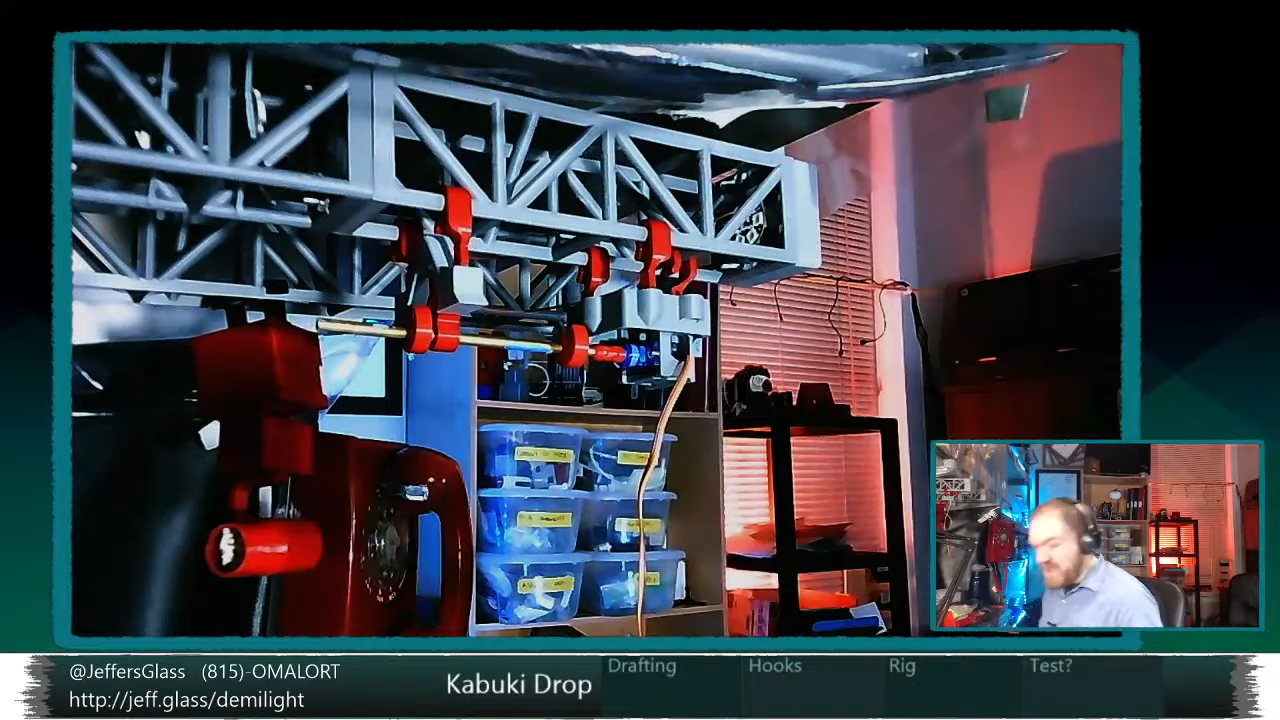 @JeffersGlass (815)-OMALORT
http://jeff.glass/demilight
Kabuki Drop
Drafting
Hooks
Rig
Test?